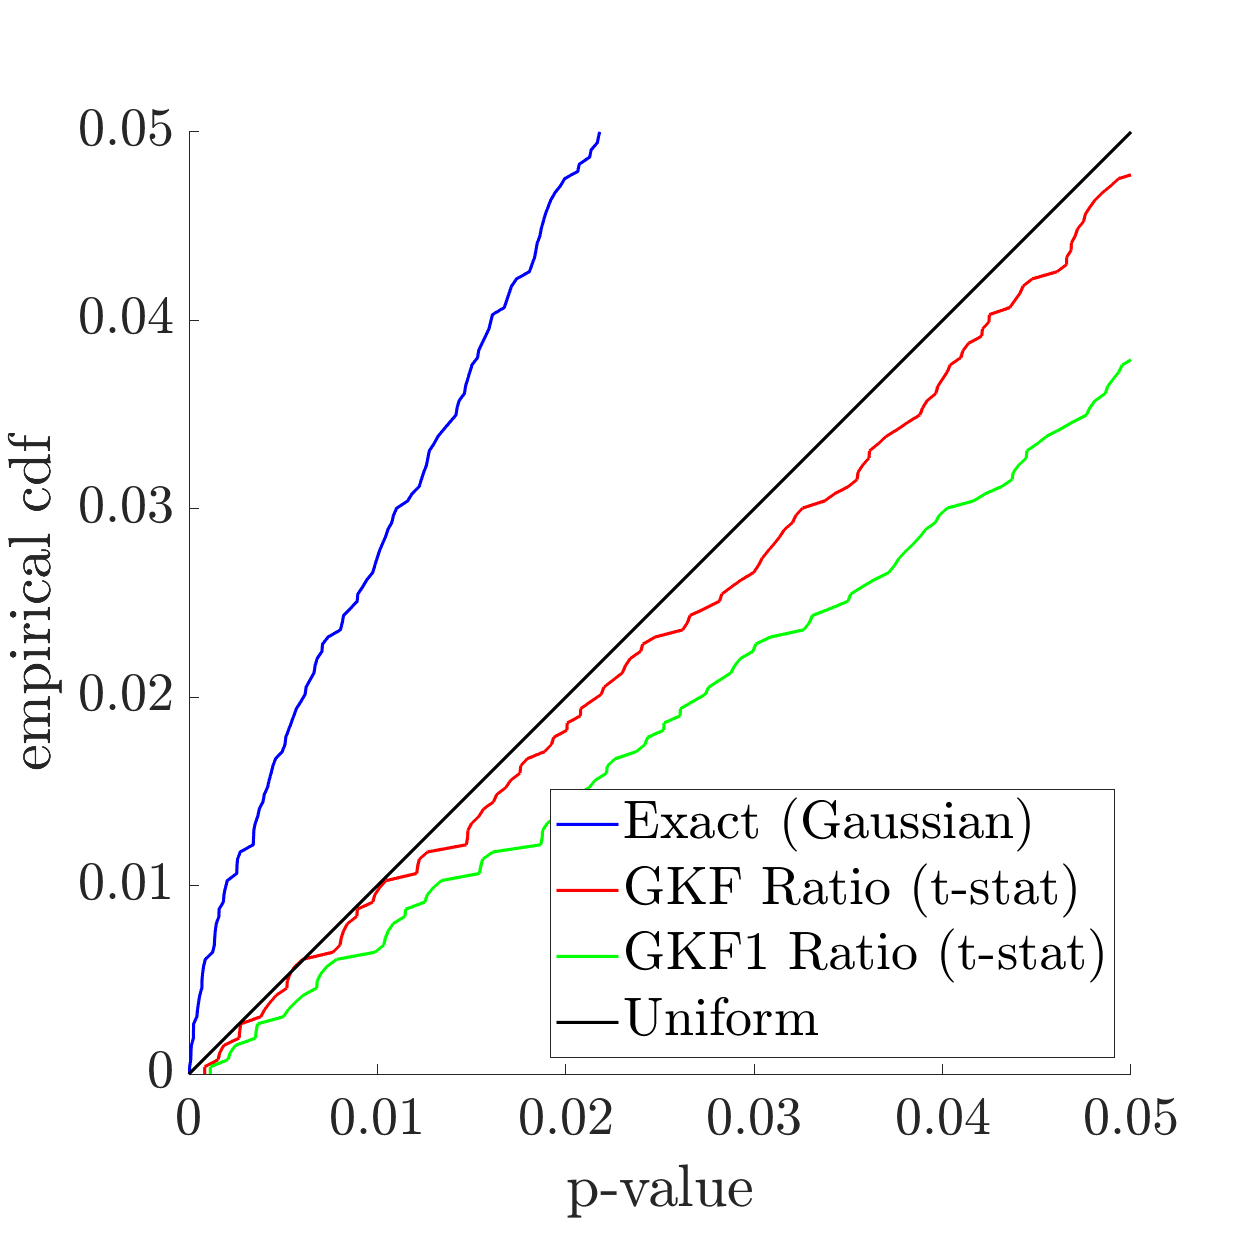 0.05
0.04
0.03
0.02
0.01
0
empirical cdf
Exact (Gaussian)
GKF Ratio (t-stat)
GKF1 Ratio (t-stat)
Uniform
0 0.01 0.02 0.03 0.04 0.05
p-value